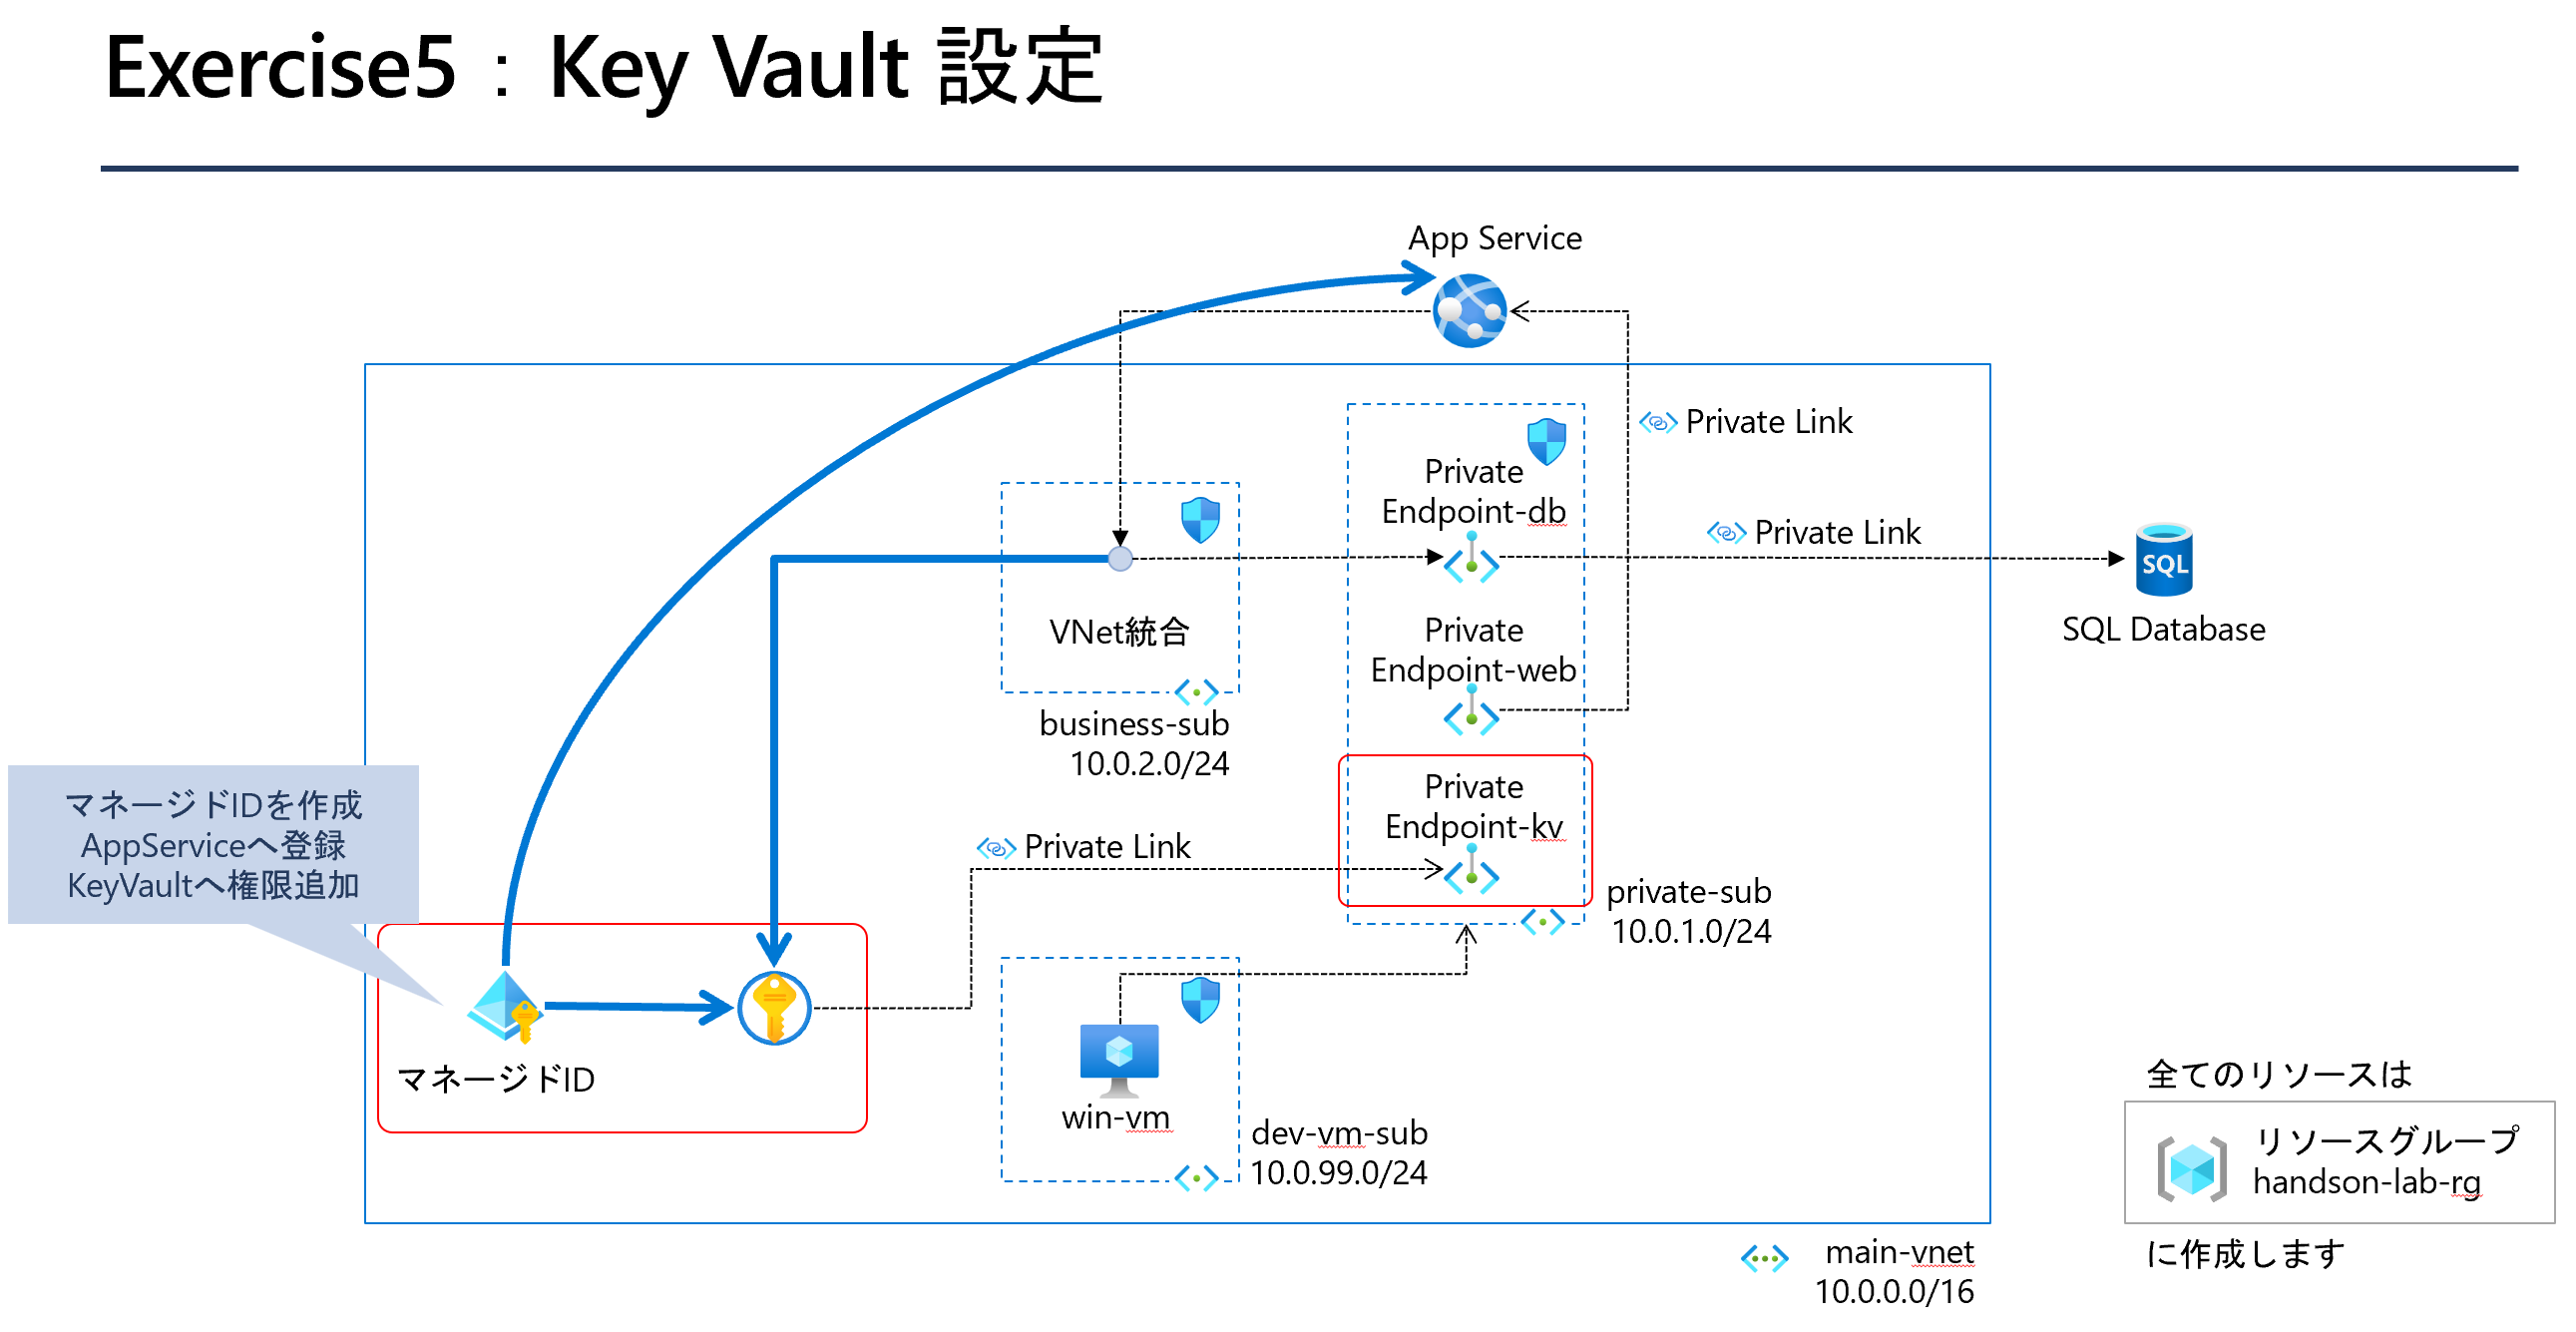 Exercise5：Key Vault 設定
App Service
Private Link
Private
Endpoint-db
Private Link
SQL
SQL Database
VNet統合
Private
Endpoint-web
business-sub
10.0.2.0/24
マネージドIDを作成
AppServiceへ登録
KeyVaultへ権限追加
Private
Endpoint-kv
Private Link
private-sub
10.0.1.0/24
マネージドID
win-vm
dev-vm-sub
10.0.99.0/24
全てのリソースは
リソースグループ
handson-lab-rg
に作成します
main-vnet
10.0.0.0/16